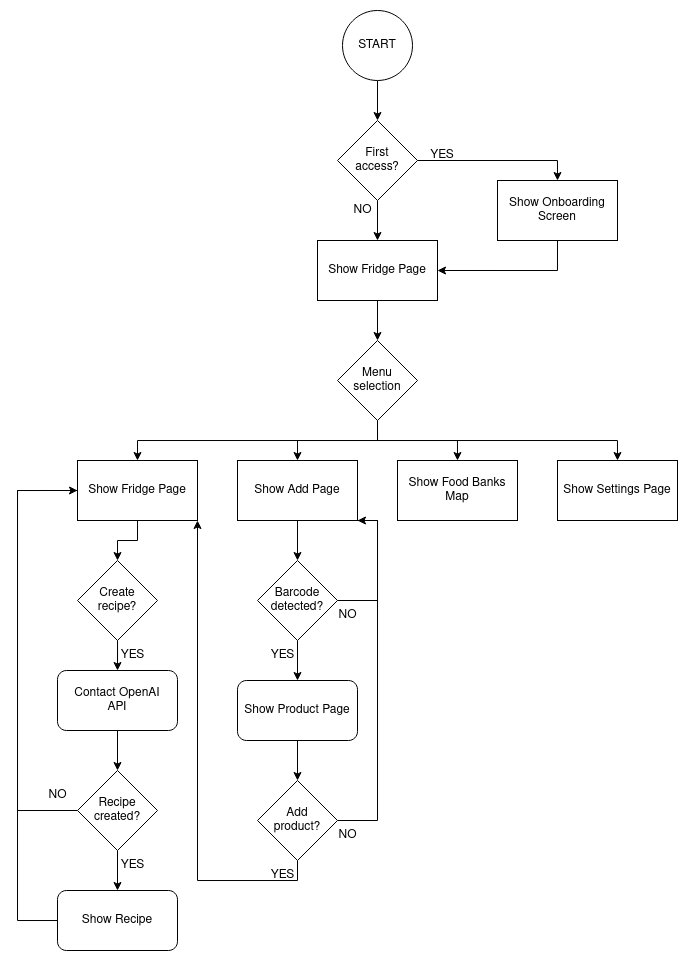 START
First
access?
YES
Show Onboarding
Screen
NO
Show Fridge Page
Menu
selection
Show Fridge Page
Show Add Page
Show Food Banks
Map
Show Settings Page
Create
recipe?
Barcode
detected?
NO
YES
YES
Contact OpenAI
API
Show Product Page
NO
Recipe
created?
Add
product?
NO
YES
YES
Show Recipe